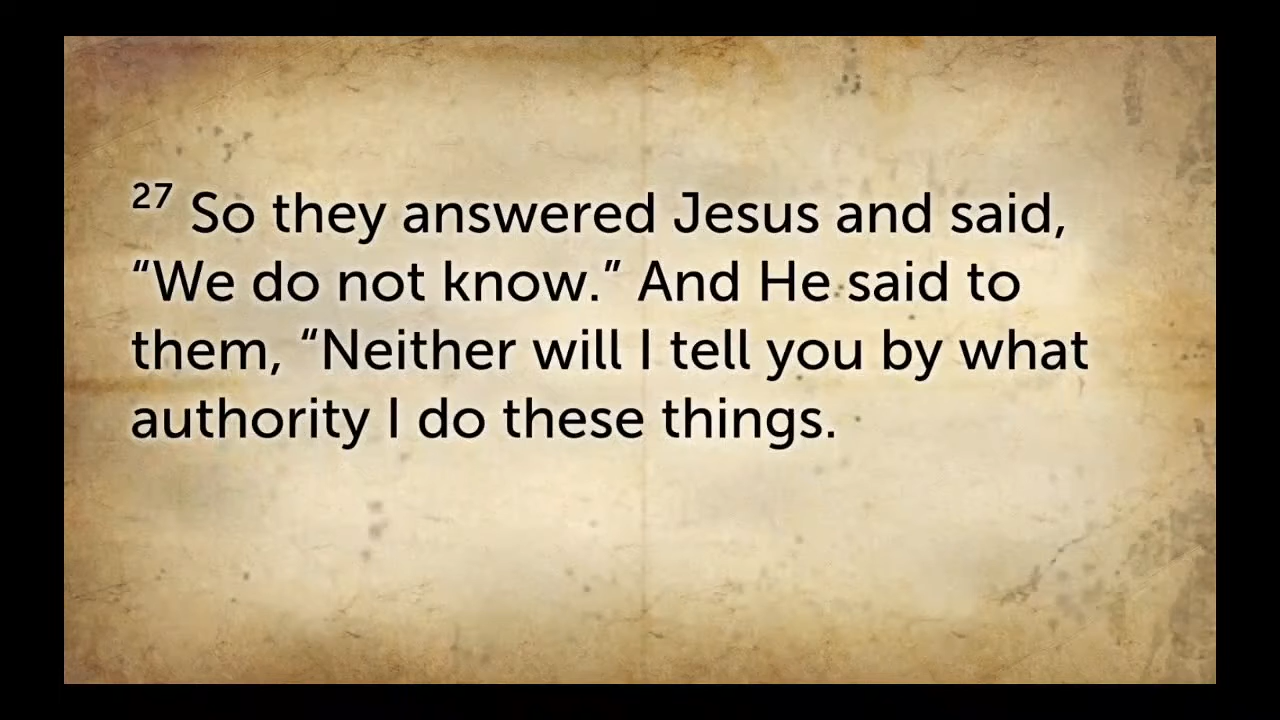 27 So they answered Jesus and said,
“We do not know.” And He said to
them, “Neither will I tell you by what
authority I do these things.